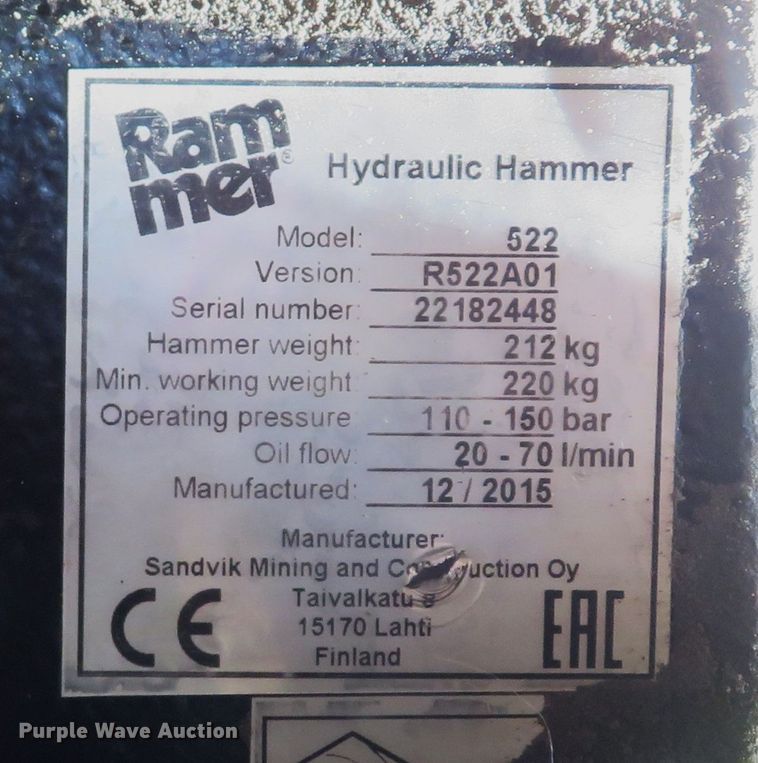 Ram
mer®
Hydraulic Hammer
Model: 522
Version: R522A01
Serial number: 22182448
Hammer weight: 212 kg
Min. working weight: 220 kg
Operating pressure 110 - 150 bar
Oil flow: 20 - 70 l/min
Manufactured: 12 / 2015
Manufacturer:
Sandvik Mining and Oy
Taivalkatu
15170 Lahti
Finland
CE
EAC
Purple Wave Auction